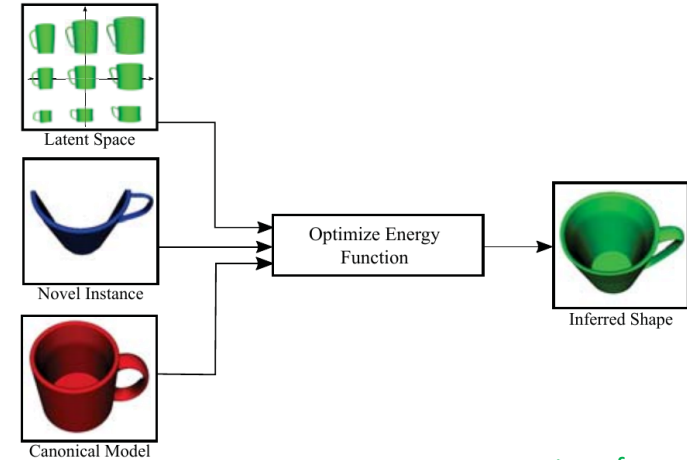 Latent Space
Novel Instance
Canonical Model
Optimize Energy
Function
Inferred Shape